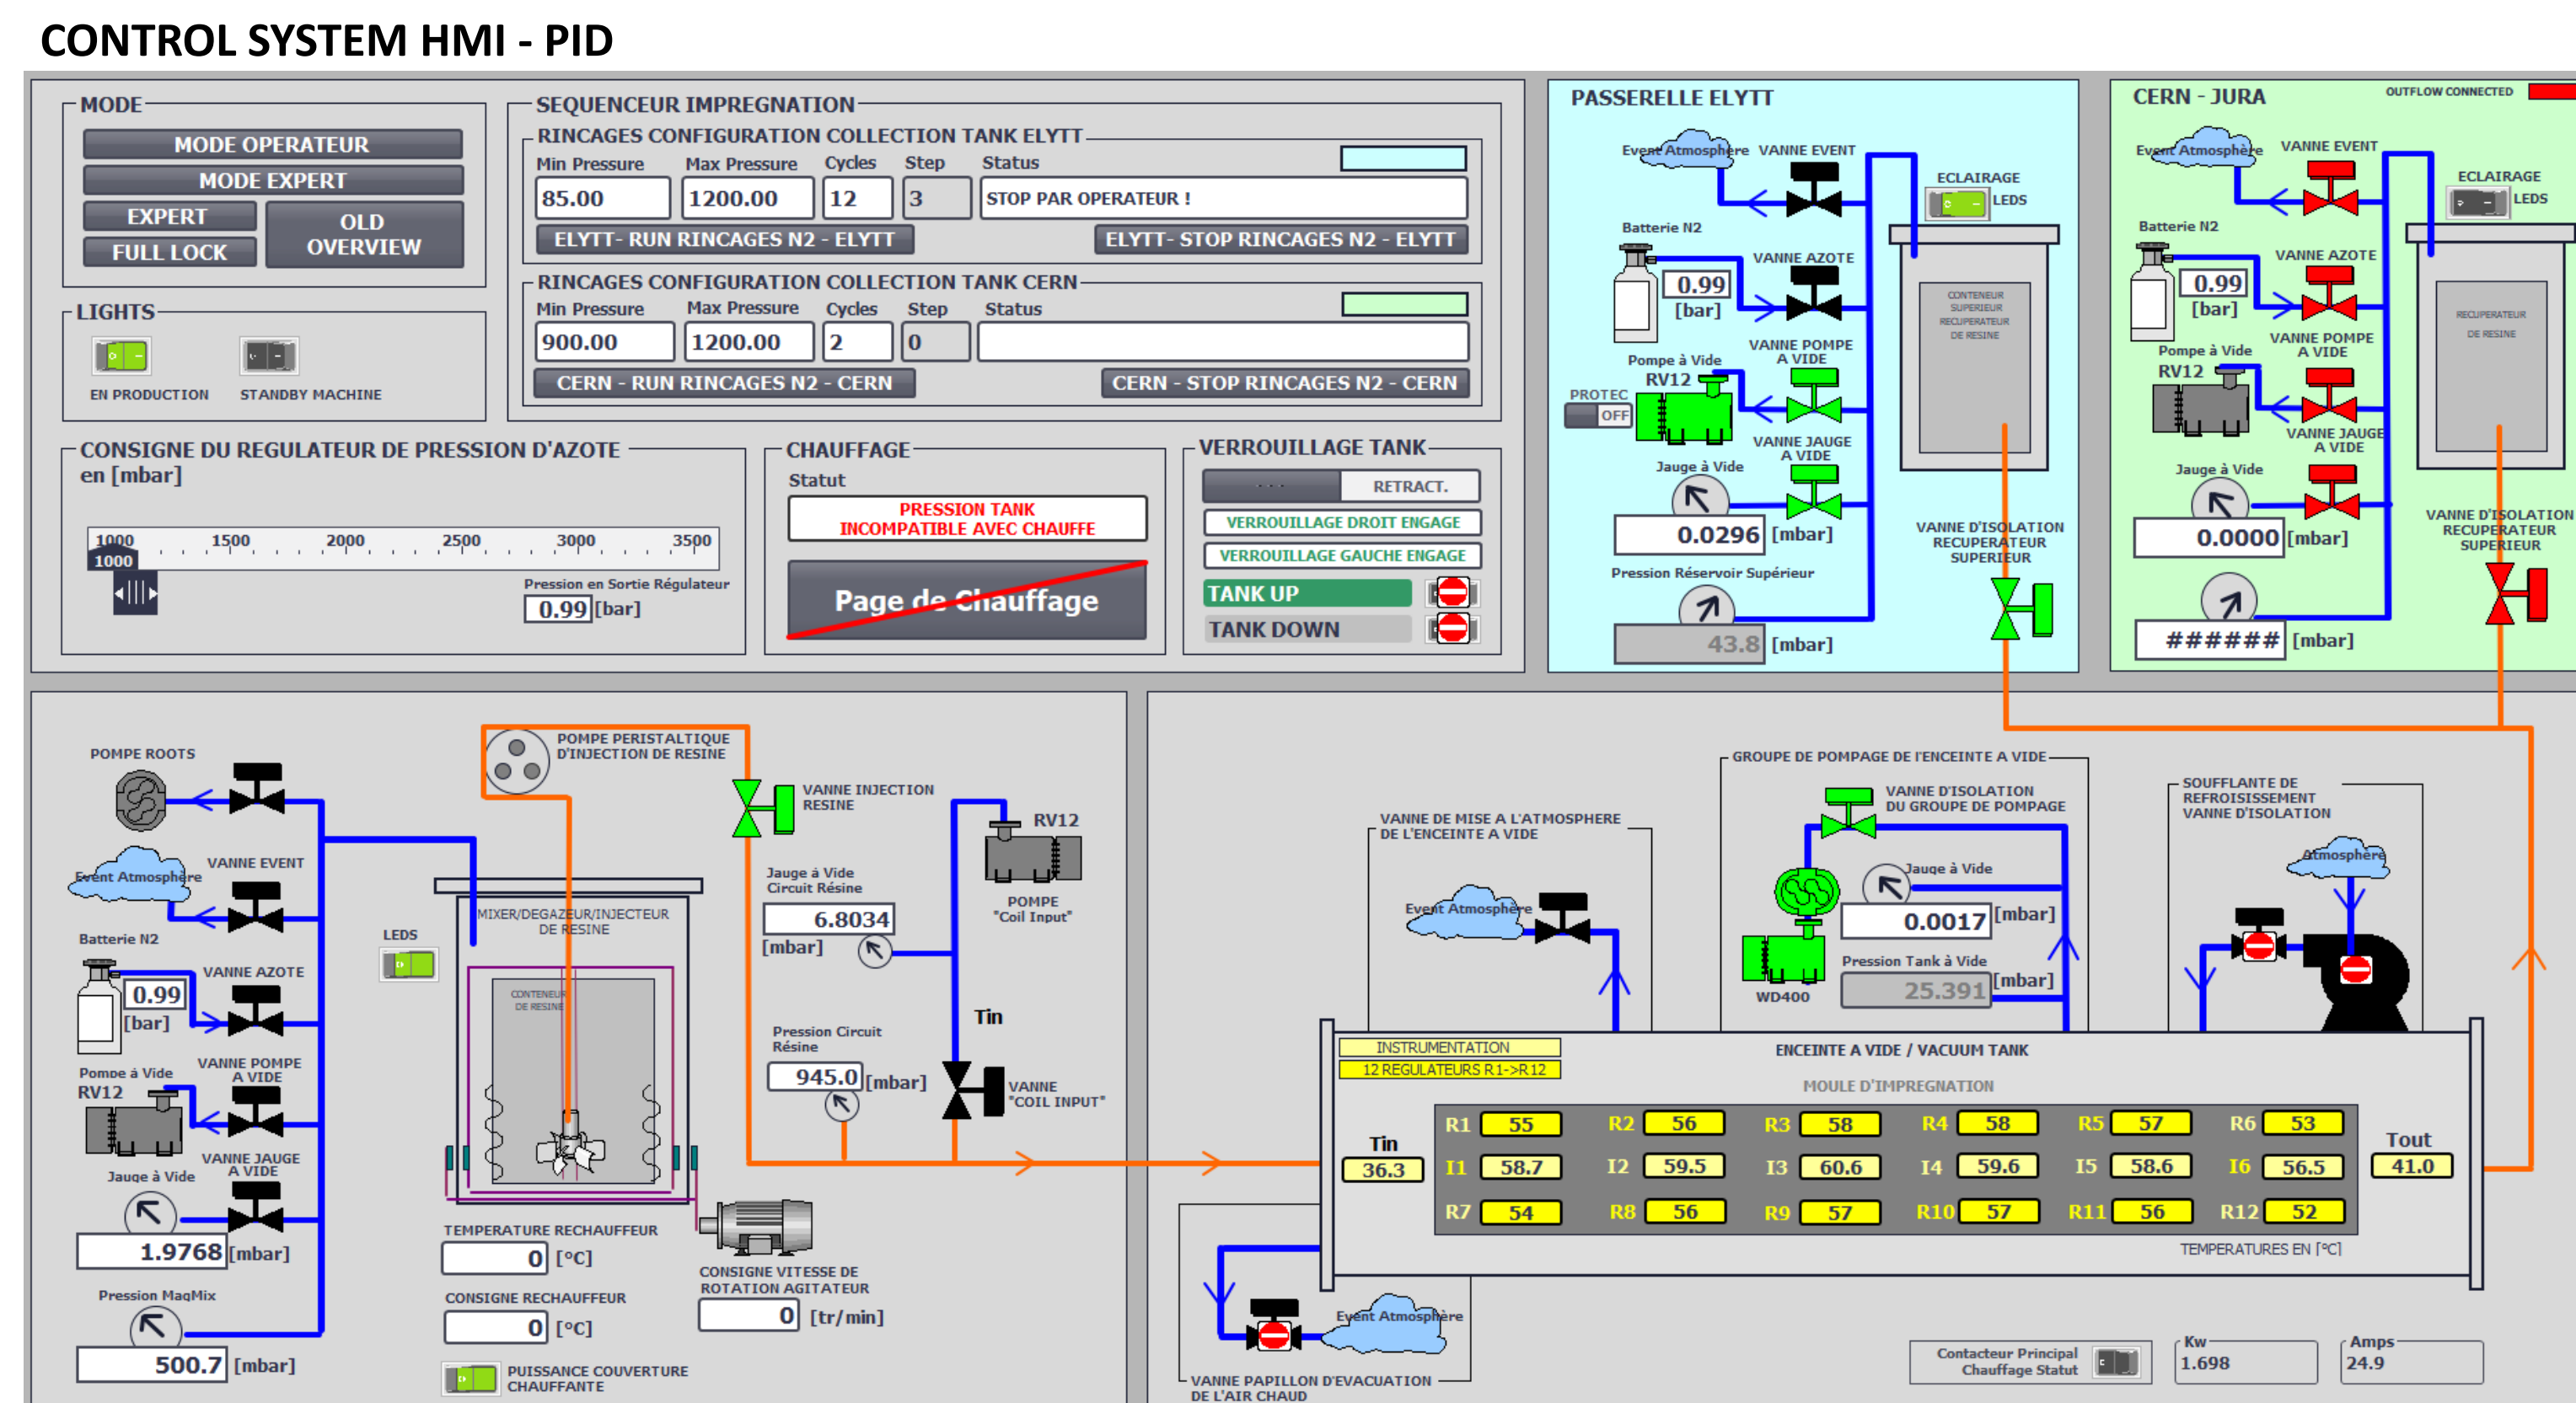 CONTROL SYSTEM HMI - PID
MODE
MODE OPERATEUR
MODE EXPERT
EXPERT
FULL LOCK
OLD
OVERVIEW
LIGHTS
EN PRODUCTION
STANDBY MACHINE
SEQUENCEUR IMPREGNATION
RINCAGES CONFIGURATION COLLECTION TANK ELYTT
Min Pressure Max Pressure Cycles Step Status
85.00 1200.00 12 3 STOP PAR OPERATEUR !
ELYTT- RUN RINCAGES N2 - ELYTT
ELYTT- STOP RINCAGES N2 - ELYTT
RINCAGES CONFIGURATION COLLECTION TANK CERN
Min Pressure Max Pressure Cycles Step Status
900.00 1200.00 2 0
CERN - RUN RINCAGES N2 - CERN
CERN - STOP RINCAGES N2 - CERN
CONSIGNE DU REGULATEUR DE PRESSION D'AZOTE
en [mbar]
1000 1500 2000 2500 3000 3500
1000
Pression en Sortie Régulateur
0.99 [bar]
CHAUFFAGE
Statut
PRESSION TANK
INCOMPATIBLE AVEC CHAUFFE
Page de Chauffage
VERROUILLAGE TANK
- - - RETRACT.
VERROUILLAGE DROIT ENGAGE
VERROUILLAGE GAUCHE ENGAGE
TANK UP
TANK DOWN
PASSERELLE ELYTT
Event Atmosphère
VANNE EVENT
ECLAIRAGE
LEDS
Batterie N2
0.99
[bar]
VANNE AZOTE
CONTENEUR
SUPERIEUR
RECUPERATEUR
DE RESINE
VANNE POMPE
A VIDE
Pompe à Vide
RV12
PROTEC
OFF
VANNE JAUGE
A VIDE
Jauge à Vide
0.0296 [mbar]
VANNE D'ISOLATION
RECUPERATEUR
SUPERIEUR
Pression Réservoir Supérieur
43.8 [mbar]
CERN - JURA
OUTFLOW CONNECTED
Event Atmosphère
VANNE EVENT
ECLAIRAGE
LEDS
Batterie N2
0.99
[bar]
VANNE AZOTE
RECUPERATEUR
DE RESINE
VANNE POMPE
A VIDE
Pompe à Vide
RV12
VANNE JAUGE
A VIDE
Jauge à Vide
0.0000 [mbar]
VANNE D'ISOLATION
RECUPERATEUR
SUPERIEUR
###### [mbar]
POMPE ROOTS
VANNE EVENT
Event Atmosphère
Batterie N2
0.99
[bar]
VANNE AZOTE
VANNE POMPE
A VIDE
Pompe à Vide
RV12
VANNE JAUGE
A VIDE
Jauge à Vide
1.9768 [mbar]
Pression MagMix
500.7 [mbar]
POMPE PERISTALTIQUE
D'INJECTION DE RESINE
VANNE INJECTION
RESINE
LEDS
MIXER/DEGAZEUR/INJECTEUR
DE RESINE
CONTENEUR
DE RESINE
TEMPERATURE RECHAUFFEUR
0 [°C]
CONSIGNE RECHAUFFEUR
0 [°C]
PUISSANCE COUVERTURE
CHAUFFANTE
CONSIGNE VITESSE DE
ROTATION AGITATEUR
0 [tr/min]
Jauge à Vide
Circuit Résine
6.8034
[mbar]
RV12
POMPE
"Coil Input"
Tin
Pression Circuit
Résine
945.0 [mbar]
VANNE
"COIL INPUT"
VANNE DE MISE A L'ATMOSPHERE
DE L'ENCEINTE A VIDE
Event Atmosphère
GROUPE DE POMPAGE DE l'ENCEINTE A VIDE
VANNE D'ISOLATION
DU GROUPE DE POMPAGE
Jauge à Vide
0.0017 [mbar]
Pression Tank à Vide
25.391 [mbar]
WD400
SOUFFLANTE DE
REFROISISSEMENT
VANNE D'ISOLATION
Atmosphère
INSTRUMENTATION
12 REGULATEURS R1->R12
ENCEINTE A VIDE / VACUUM TANK
MOULE D'IMPREGNATION
Tin
36.3
R1 55 R2 56 R3 58 R4 58 R5 57 R6 53
I1 58.7 I2 59.5 I3 60.6 I4 59.6 I5 58.6 I6 56.5
R7 54 R8 56 R9 57 R10 57 R11 56 R12 52
Tout
41.0
TEMPERATURES EN [°C]
Event Atmosphère
VANNE PAPILLON D'EVACUATION
DE L'AIR CHAUD
Contacteur Principal
Chauffage Statut
Kw
1.698
Amps
24.9